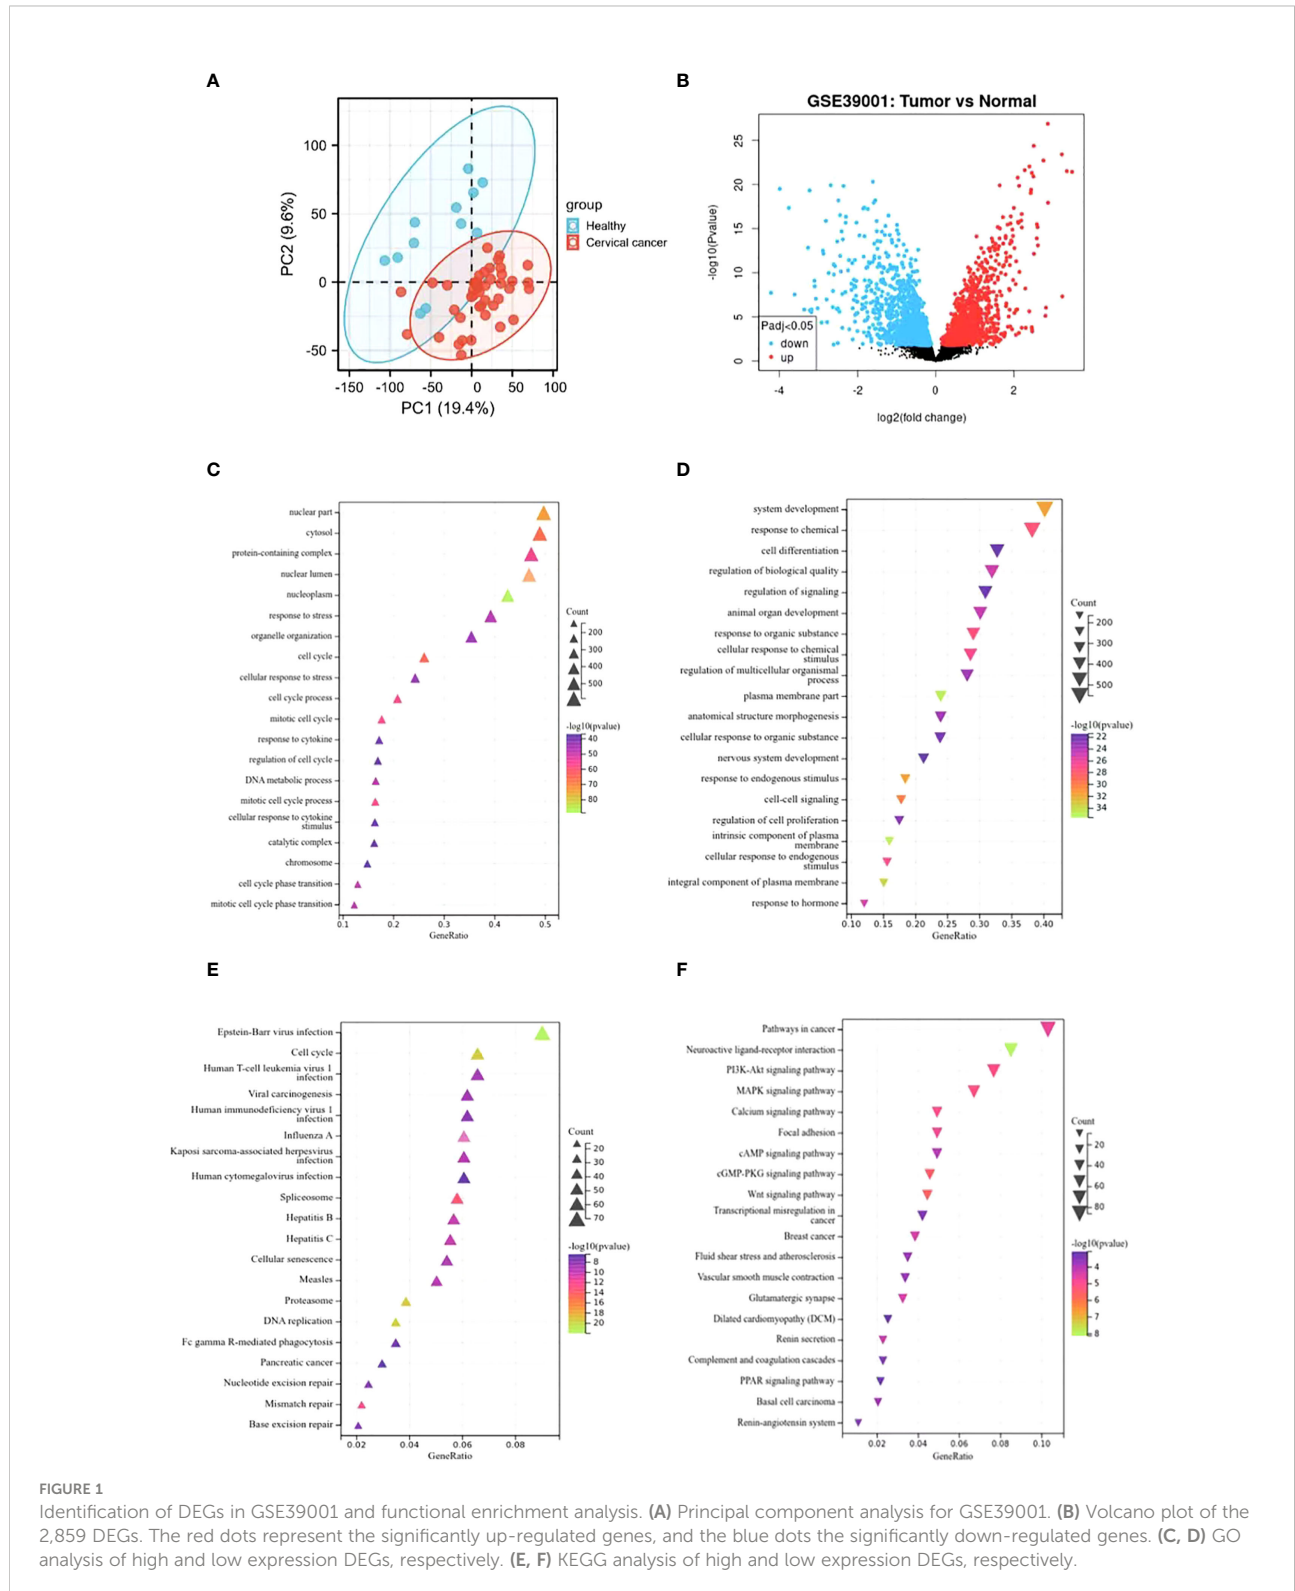 A
100
50
0
-50
PC2 (9.6%)
-150
-100
-50
0
50
100
PC1 (19.4%)
group
Healthy
Cervical cancer
B
GSE39001: Tumor vs Normal
25
20
15
10
5
0
-log10(Pvalue)
Padj<0.05
down
up
-4
-2
0
2
log2(fold change)
C
nuclear part
cytosol
protein-containing complex
nuclear lumen
nucleoplasm
response to stress
organelle organization
cell cycle
cellular response to stress
cell cycle process
mitotic cell cycle
response to cytokine
regulation of cell cycle
DNA metabolic process
mitotic cell cycle process
cellular response to cytokine
stimulus
catalytic complex
chromosome
cell cycle phase transition
mitotic cell cycle phase transition
0.1
0.2
0.3
0.4
0.5
GeneRatio
Count
200
300
400
500
-log10(pvalue)
40
50
60
70
80
D
system development
response to chemical
cell differentiation
regulation of biological quality
regulation of signaling
animal organ development
response to organic substance
cellular response to chemical
stimulus
regulation of multicellular organismal
process
plasma membrane part
anatomical structure morphogenesis
cellular response to organic substance
nervous system development
response to endogenous stimulus
cell-cell signaling
regulation of cell proliferation
intrinsic component of plasma
membrane
cellular response to endogenous
stimulus
integral component of plasma membrane
response to hormone
0.10
0.15
0.20
0.25
0.30
0.35
0.40
GeneRatio
Count
200
300
400
500
-log10(pvalue)
22
24
26
28
30
32
34
E
Epstein-Barr virus infection
Cell cycle
Human T-cell leukemia virus 1
infection
Viral carcinogenesis
Human immunodeficiency virus 1
infection
Influenza A
Kaposi sarcoma-associated herpesvirus
infection
Human cytomegalovirus infection
Spliceosome
Hepatitis B
Hepatitis C
Cellular senescence
Measles
Proteasome
DNA replication
Fc gamma R-mediated phagocytosis
Pancreatic cancer
Nucleotide excision repair
Mismatch repair
Base excision repair
0.02
0.04
0.06
0.08
GeneRatio
Count
20
30
40
50
60
70
-log10(pvalue)
8
10
12
14
16
18
20
F
Pathways in cancer
Neuroactive ligand-receptor interaction
PI3K-Akt signaling pathway
MAPK signaling pathway
Calcium signaling pathway
Focal adhesion
cAMP signaling pathway
cGMP-PKG signaling pathway
Wnt signaling pathway
Transcriptional misregulation in
cancer
Breast cancer
Fluid shear stress and atherosclerosis
Vascular smooth muscle contraction
Glutamatergic synapse
Dilated cardiomyopathy (DCM)
Renin secretion
Complement and coagulation cascades
PPAR signaling pathway
Basal cell carcinoma
Renin-angiotensin system
0.02
0.04
0.06
0.08
0.10
GeneRatio
Count
20
40
60
80
-log10(pvalue)
4
5
6
7
8
FIGURE 1
Identification of DEGs in GSE39001 and functional enrichment analysis. (A) Principal component analysis for GSE39001. (B) Volcano plot of the
2,859 DEGs. The red dots represent the significantly up-regulated genes, and the blue dots the significantly down-regulated genes. (C, D) GO
analysis of high and low expression DEGs, respectively. (E, F) KEGG analysis of high and low expression DEGs, respectively.